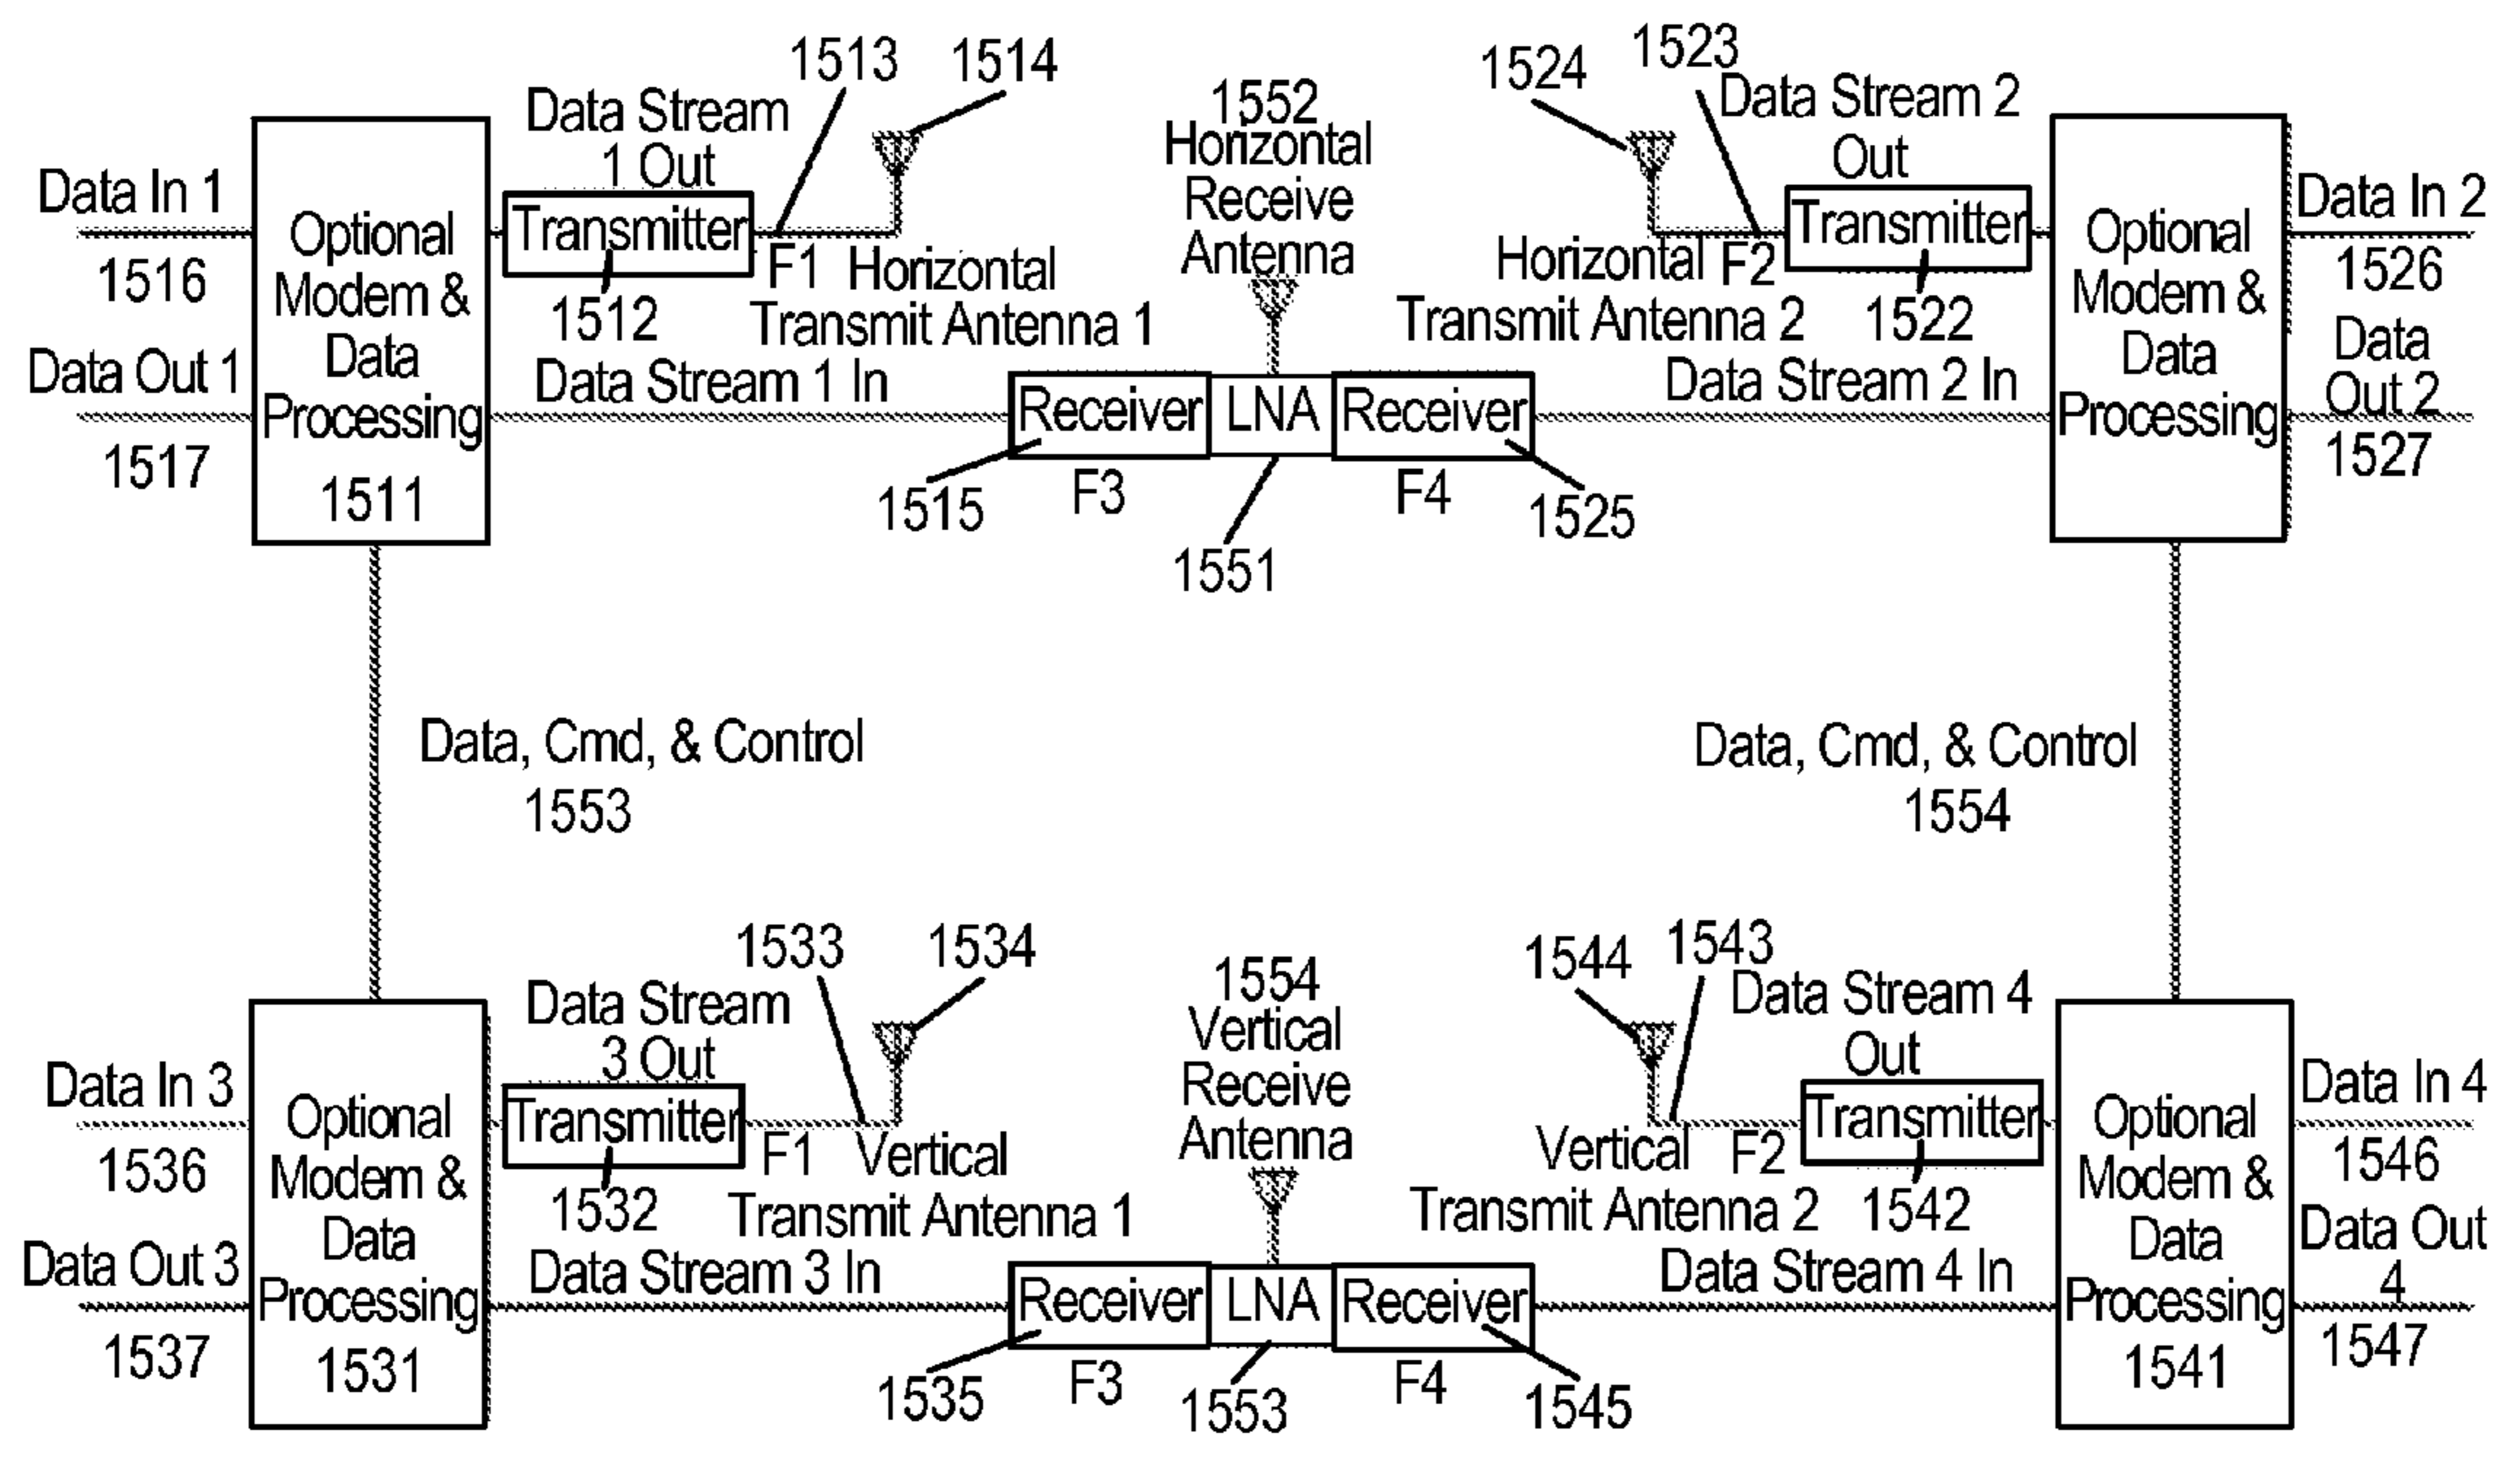 1513
1514
1524
1523
Data Stream
1 Out
1552
Horizontal
Receive
Antenna
Data Stream 2
Out
Data In 1
1516
Data Out 1
1517
Optional
Modem &
Data
Processing
1511
Transmitter
1512
F1
Horizontal
Transmit Antenna 1
Data Stream 1 In
Horizontal
Transmit Antenna 2
F2
Transmitter
1522
Data Stream 2 In
Optional
Modem &
Data
Processing
Data In 2
1526
Data
Out 2
1527
Receiver
LNA
Receiver
1515
F3
F4
1525
1551
Data, Cmd, & Control
1553
Data, Cmd, & Control
1554
1533
1534
1544
1543
Data Stream
3 Out
1554
Vertical
Receive
Antenna
Data Stream 4
Out
Data In 3
1536
Data Out 3
1537
Optional
Modem &
Data
Processing
1531
Transmitter
1532
F1
Vertical
Transmit Antenna 1
Data Stream 3 In
Vertical
Transmit Antenna 2
F2
Transmitter
1542
Data Stream 4 In
Optional
Modem &
Data
Processing
1541
Data In 4
1546
Data Out
4
1547
Receiver
LNA
Receiver
1535
F3
1553
F4
1545